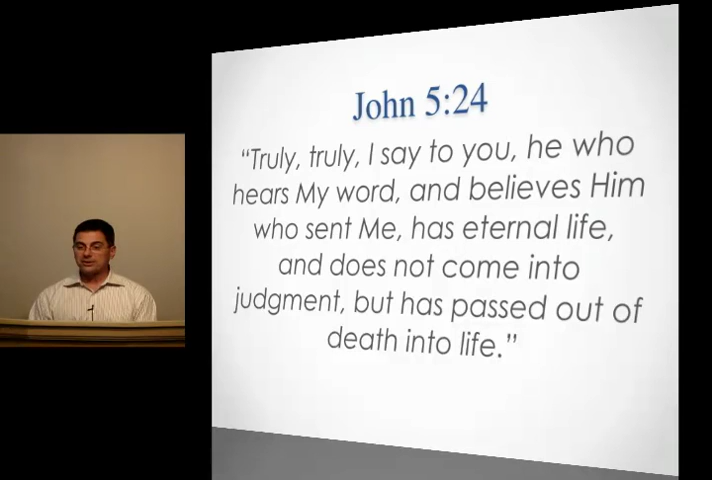 John 5:24
“Truly, truly, I say to you, he who
hears My word, and believes Him
who sent Me, has eternal life,
and does not come into
judgment, but has passed out of
death into life.”